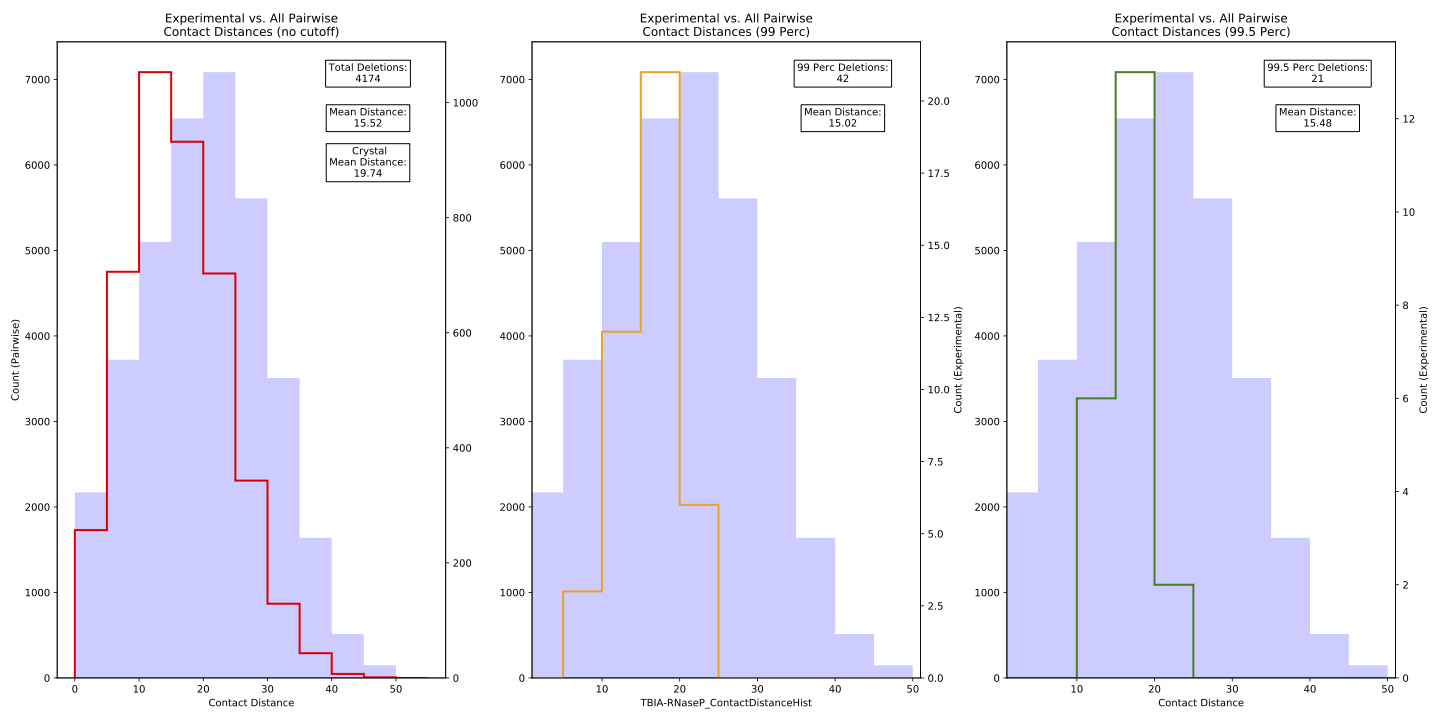 Experimental vs. All Pairwise
Contact Distances (no cutoff)
Total Deletions:
4174
Mean Distance:
15.52
Crystal
Mean Distance:
19.74
Count (Pairwise)
7000
6000
5000
4000
3000
2000
1000
0
1000
800
600
400
200
0
0 10 20 30 40 50
Contact Distance
Experimental vs. All Pairwise
Contact Distances (99 Perc)
99 Perc Deletions:
42
Mean Distance:
15.02
7000
6000
5000
4000
3000
2000
1000
0
20.0
17.5
15.0
12.5
10.0
7.5
5.0
2.5
0.0
Count (Experimental)
10 20 30 40 50
TBIA-RNaseP_ContactDistanceHist
Experimental vs. All Pairwise
Contact Distances (99.5 Perc)
99.5 Perc Deletions:
21
Mean Distance:
15.48
7000
6000
5000
4000
3000
2000
1000
0
12
10
8
6
4
2
0
Count (Experimental)
10 20 30 40 50
Contact Distance